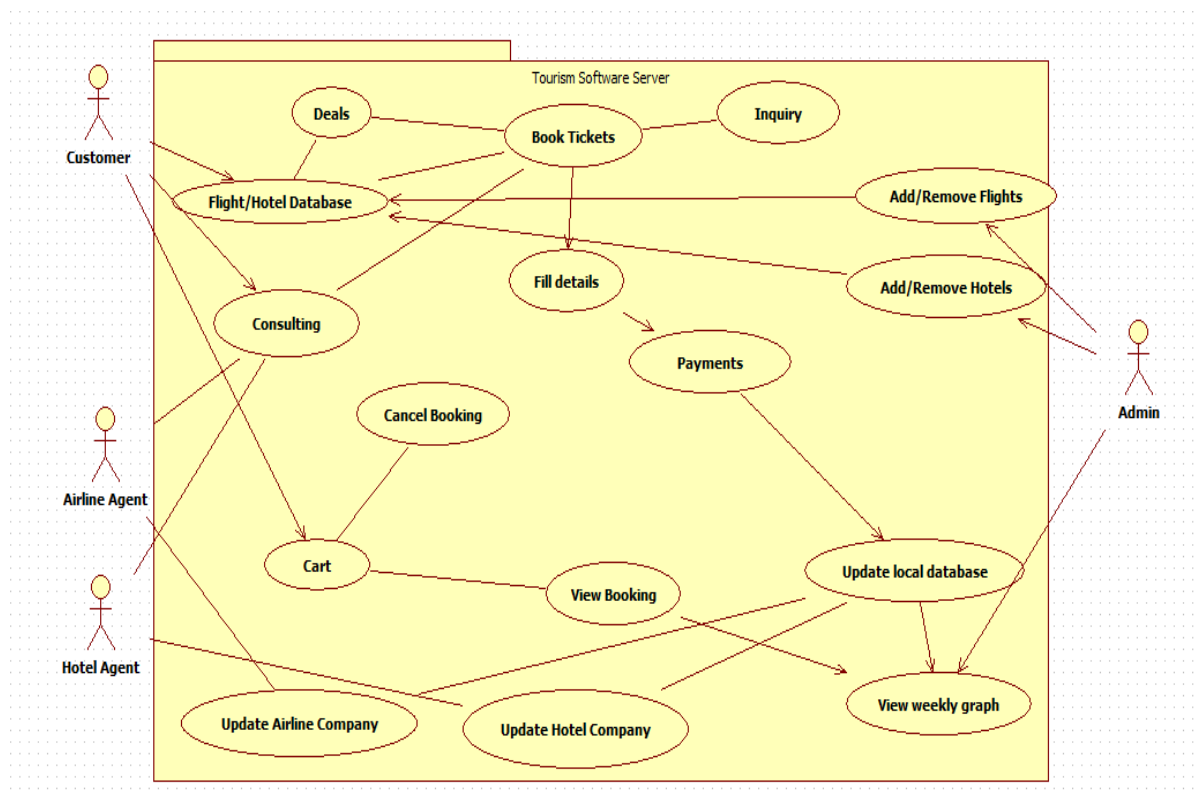 Tourism Software Server
Deals
Book Tickets
Inquiry
Customer
Flight/Hotel Database
Add/Remove Flights
Fill details
Add/Remove Hotels
Consulting
Payments
Cancel Booking
Admin
Airline Agent
Cart
Update local database
View Booking
Hotel Agent
View weekly graph
Update Airline Company
Update Hotel Company